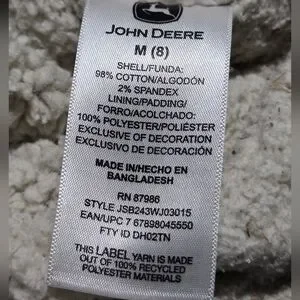 JOHN DEERE
M (8)
SHELL/FUNDA:
98% COTTON/ALGODÓN
2% SPANDEX
LINING/PADDING/
FORRO/ACOLCHADO:
100% POLYESTER/POLIÉSTER
EXCLUSIVE OF DECORATION
EXCLUSIVO DE DECORACIÓN
MADE IN/HECHO EN
BANGLADESH
RN 87986
STYLE JSB243WJ03015
EAN/UPC 7 67898045550
FTY ID DH02TN
THIS LABEL YARN IS MADE
OUT OF 100% RECYCLED
POLYESTER MATERIALS